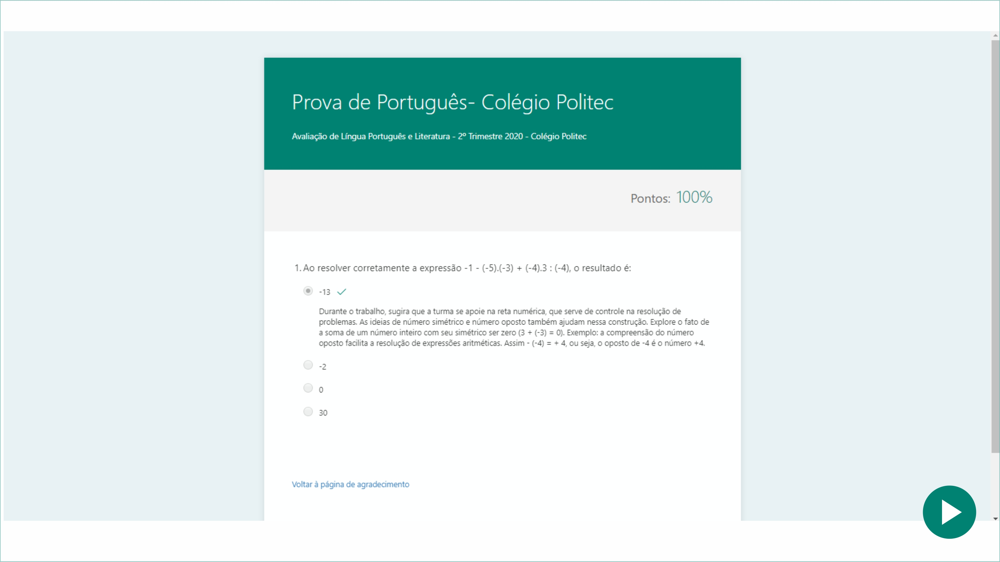 Prova de Português- Colégio Politec
Avaliação de Língua Português e Literatura - 2º Trimestre 2020 - Colégio Politec
Pontos: 100%
1. Ao resolver corretamente a expressão -1 - (-5).(-3) + (-4).3 : (-4), o resultado é:
-13
Durante o trabalho, sugira que a turma se apoie na reta numérica, que serve de controle na resolução de
problemas. As ideias de número simétrico e número oposto também ajudam nessa construção. Explore o fato de
a soma de um número inteiro com seu simétrico ser zero (3 + (-3) = 0). Exemplo: a compreensão do número
oposto facilita a resolução de expressões aritméticas. Assim - (-4) = + 4, ou seja, o oposto de -4 é o número +4.
-2
0
30
Voltar à página de agradecimento